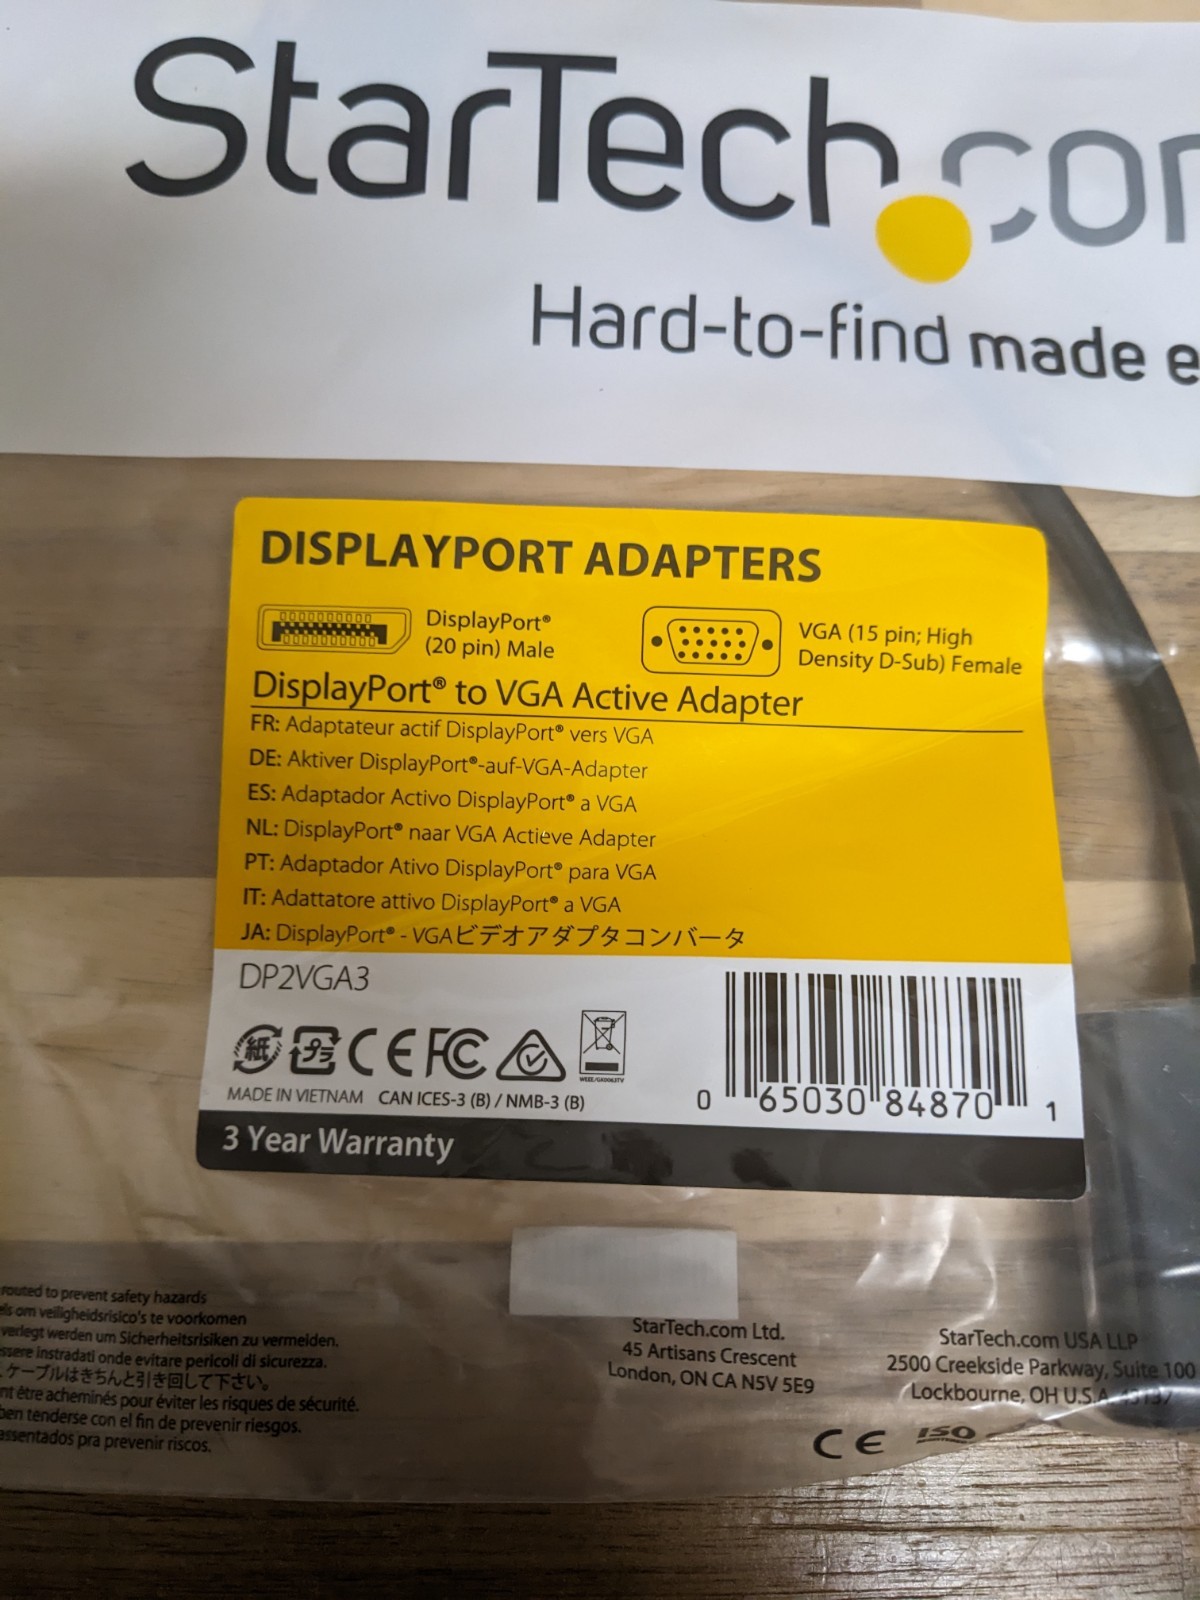 StarTech.co
Hard-to-find made e
DISPLAYPORT ADAPTERS
DisplayPort®
(20 pin) Male
VGA (15 pin; High
Density D-Sub) Female
DisplayPort® to VGA Active Adapter
FR: Adaptateur actif DisplayPort® vers VGA
DE: Aktiver DisplayPort®-auf-VGA-Adapter
ES: Adaptador Activo DisplayPort® a VGA
NL: DisplayPort® naar VGA Actieve Adapter
PT: Adaptador Ativo DisplayPort® para VGA
IT: Adattatore attivo DisplayPort® a VGA
JA: DisplayPort® - VGAビデオアダプタコンバータ
DP2VGA3
紙 プラ CE FC
MADE IN VIETNAM CAN ICES-3 (B) / NMB-3 (B)
0 65030 84870 1
3 Year Warranty
routed to prevent safety hazards
els om veiligheidsrisico's te voorkomen
verlegt werden um Sicherheitsrisiken zu vermeiden.
ssere instradati onde evitare pericoli di sicurezza.
ケーブルはきちんと引き回して下さい。
nt être acheminés pour éviter les risques de sécurité.
ben tenderse con el fin de prevenir riesgos.
assentados pra prevenir riscos.
StarTech.com Ltd.
45 Artisans Crescent
London, ON CA N5V 5E9
StarTech.com USA LLP
2500 Creekside Parkway, Suite 100
Lockbourne, OH U.S.A.
CE ISO